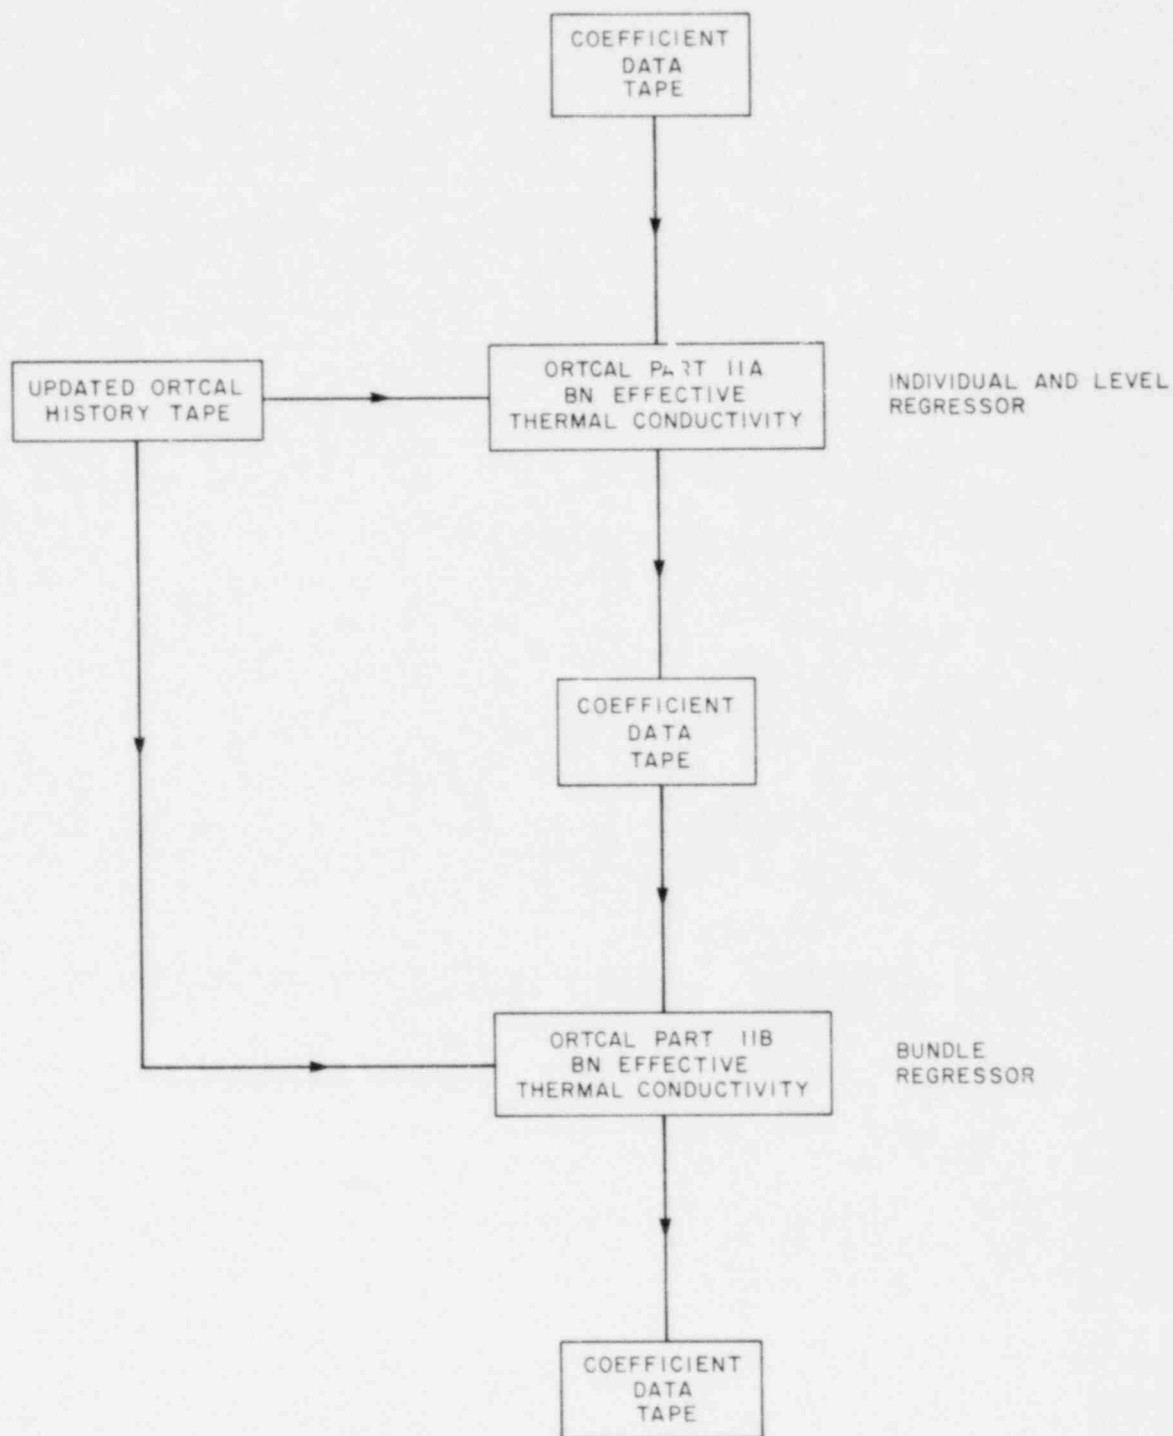 COEFFICIENT
DATA
TAPE
UPDATED ORTCAL
HISTORY TAPE
ORTCAL PART IIA
BN EFFECTIVE
THERMAL CONDUCTIVITY
INDIVIDUAL AND LEVEL
REGRESSOR
COEFFICIENT
DATA
TAPE
ORTCAL PART IIB
BN EFFECTIVE
THERMAL CONDUCTIVITY
BUNDLE
REGRESSOR
COEFFICIENT
DATA
TAPE